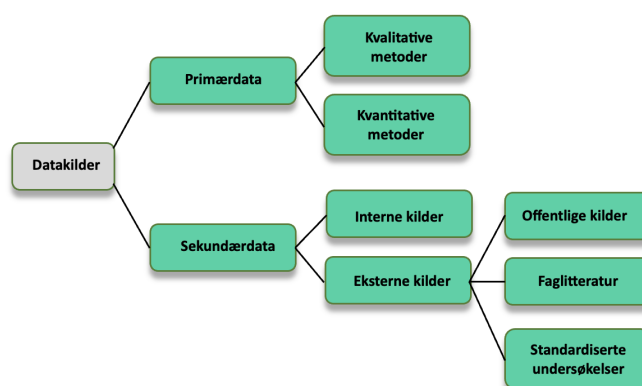 Datakilder
Primærdata
Kvalitative
metoder
Kvantitative
metoder
Sekundærdata
Interne kilder
Eksterne kilder
Offentlige kilder
Faglitteratur
Standardiserte
undersøkelser